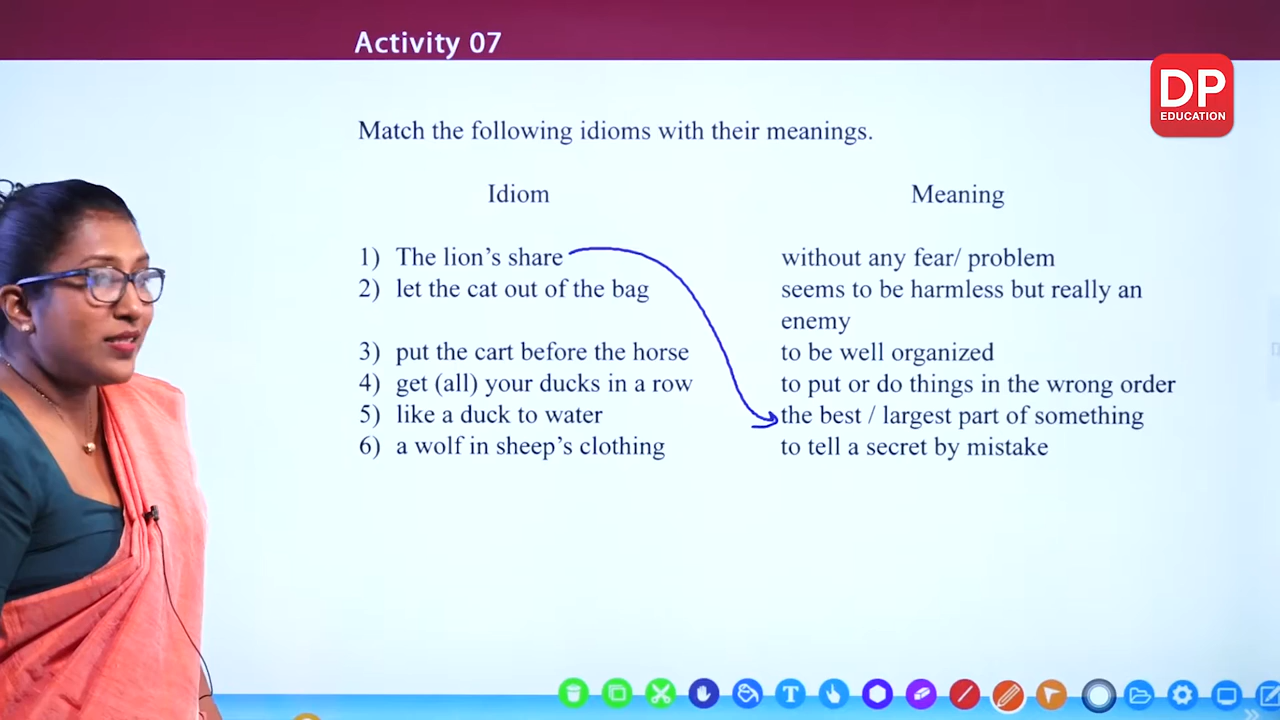 Activity 07
DP
EDUCATION
Match the following idioms with their meanings.
Idiom
Meaning
1) The lion’s share
without any fear/ problem
2) let the cat out of the bag
seems to be harmless but really an
enemy
3) put the cart before the horse
to be well organized
4) get (all) your ducks in a row
to put or do things in the wrong order
5) like a duck to water
the best / largest part of something
6) a wolf in sheep’s clothing
to tell a secret by mistake